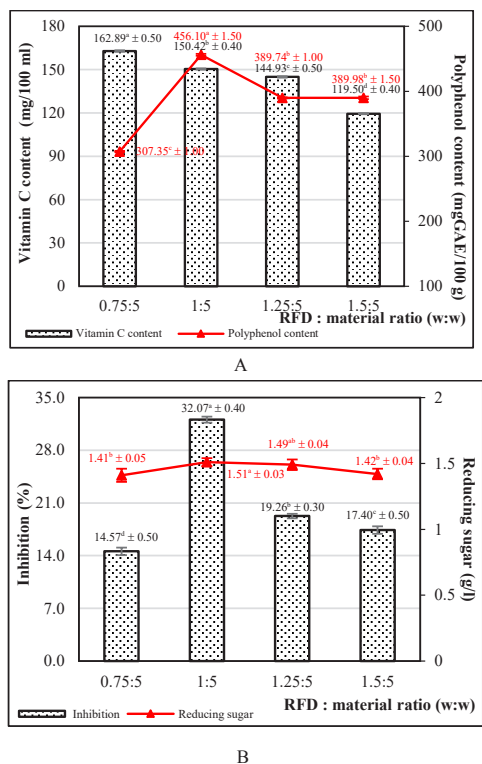 180
150
120
90
60
30
0
Vitamin C content (mg/100 ml)
500
400
300
200
100
Polyphenol content (mgGAE/100 g)
162.89ᵃ ± 0.50
456.10ᵃ ± 1.50
150.42ᵇ ± 0.40
389.74ᵇ ± 1.00
144.93ᶜ ± 0.50
389.98ᵇ ± 1.50
119.50ᵈ ± 0.40
307.35ᶜ ± 1.00
0.75:5 1:5 1.25:5 1.5:5
RFD : material ratio (w:w)
Vitamin C content Polyphenol content
A
35.0
28.0
21.0
14.0
7.0
0.0
Inhibition (%)
2
1.5
1
0.5
0
Reducing sugar (g/l)
32.07ᵃ ± 0.40
1.41ᵇ ± 0.05
1.49ᵃᵇ ± 0.04
1.42ᵇ ± 0.04
1.51ᵃ ± 0.03
14.57ᵈ ± 0.50
19.26ᵇ ± 0.30
17.40ᶜ ± 0.50
0.75:5 1:5 1.25:5 1.5:5
RFD : material ratio (w:w)
Inhibition Reducing sugar
B